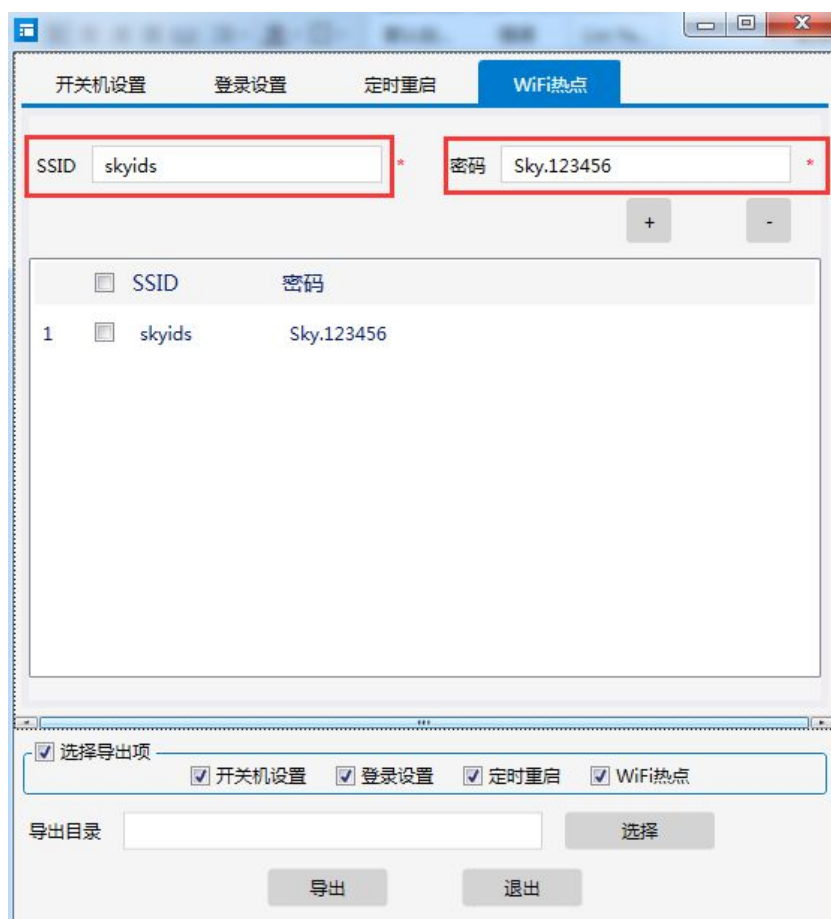 开关机设置 登录设置 定时重启 WiFi热点
SSID skyids * 密码 Sky.123456 *
+ -
SSID 密码
1 skyids Sky.123456
选择导出项
开关机设置 登录设置 定时重启 WiFi热点
导出目录 选择
导出 退出